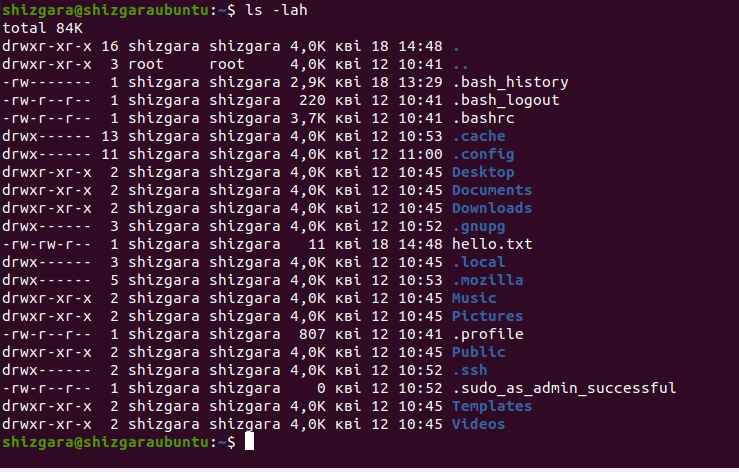 shizgara@shizgaraubuntu:~$ ls -lah
total 84K
drwxr-xr-x 16 shizgara shizgara 4,0K кві 18 14:48 .
drwxr-xr-x  3 root     root     4,0K кві 12 10:41 ..
-rw-------  1 shizgara shizgara 2,9K кві 18 13:29 .bash_history
-rw-r--r--  1 shizgara shizgara  220 кві 12 10:41 .bash_logout
-rw-r--r--  1 shizgara shizgara 3,7K кві 12 10:41 .bashrc
drwx------ 13 shizgara shizgara 4,0K кві 12 10:53 .cache
drwx------ 11 shizgara shizgara 4,0K кві 12 11:00 .config
drwxr-xr-x  2 shizgara shizgara 4,0K кві 12 10:45 Desktop
drwxr-xr-x  2 shizgara shizgara 4,0K кві 12 10:45 Documents
drwxr-xr-x  2 shizgara shizgara 4,0K кві 12 10:45 Downloads
drwx------  3 shizgara shizgara 4,0K кві 12 10:52 .gnupg
-rw-rw-r--  1 shizgara shizgara   11 кві 18 14:48 hello.txt
drwx------  3 shizgara shizgara 4,0K кві 12 10:45 .local
drwx------  5 shizgara shizgara 4,0K кві 12 10:53 .mozilla
drwxr-xr-x  2 shizgara shizgara 4,0K кві 12 10:45 Music
drwxr-xr-x  2 shizgara shizgara 4,0K кві 12 10:45 Pictures
-rw-r--r--  1 shizgara shizgara  807 кві 12 10:41 .profile
drwxr-xr-x  2 shizgara shizgara 4,0K кві 12 10:45 Public
drwx------  2 shizgara shizgara 4,0K кві 12 10:52 .ssh
-rw-r--r--  1 shizgara shizgara    0 кві 12 10:52 .sudo_as_admin_successful
drwxr-xr-x  2 shizgara shizgara 4,0K кві 12 10:45 Templates
drwxr-xr-x  2 shizgara shizgara 4,0K кві 12 10:45 Videos
shizgara@shizgaraubuntu:~$